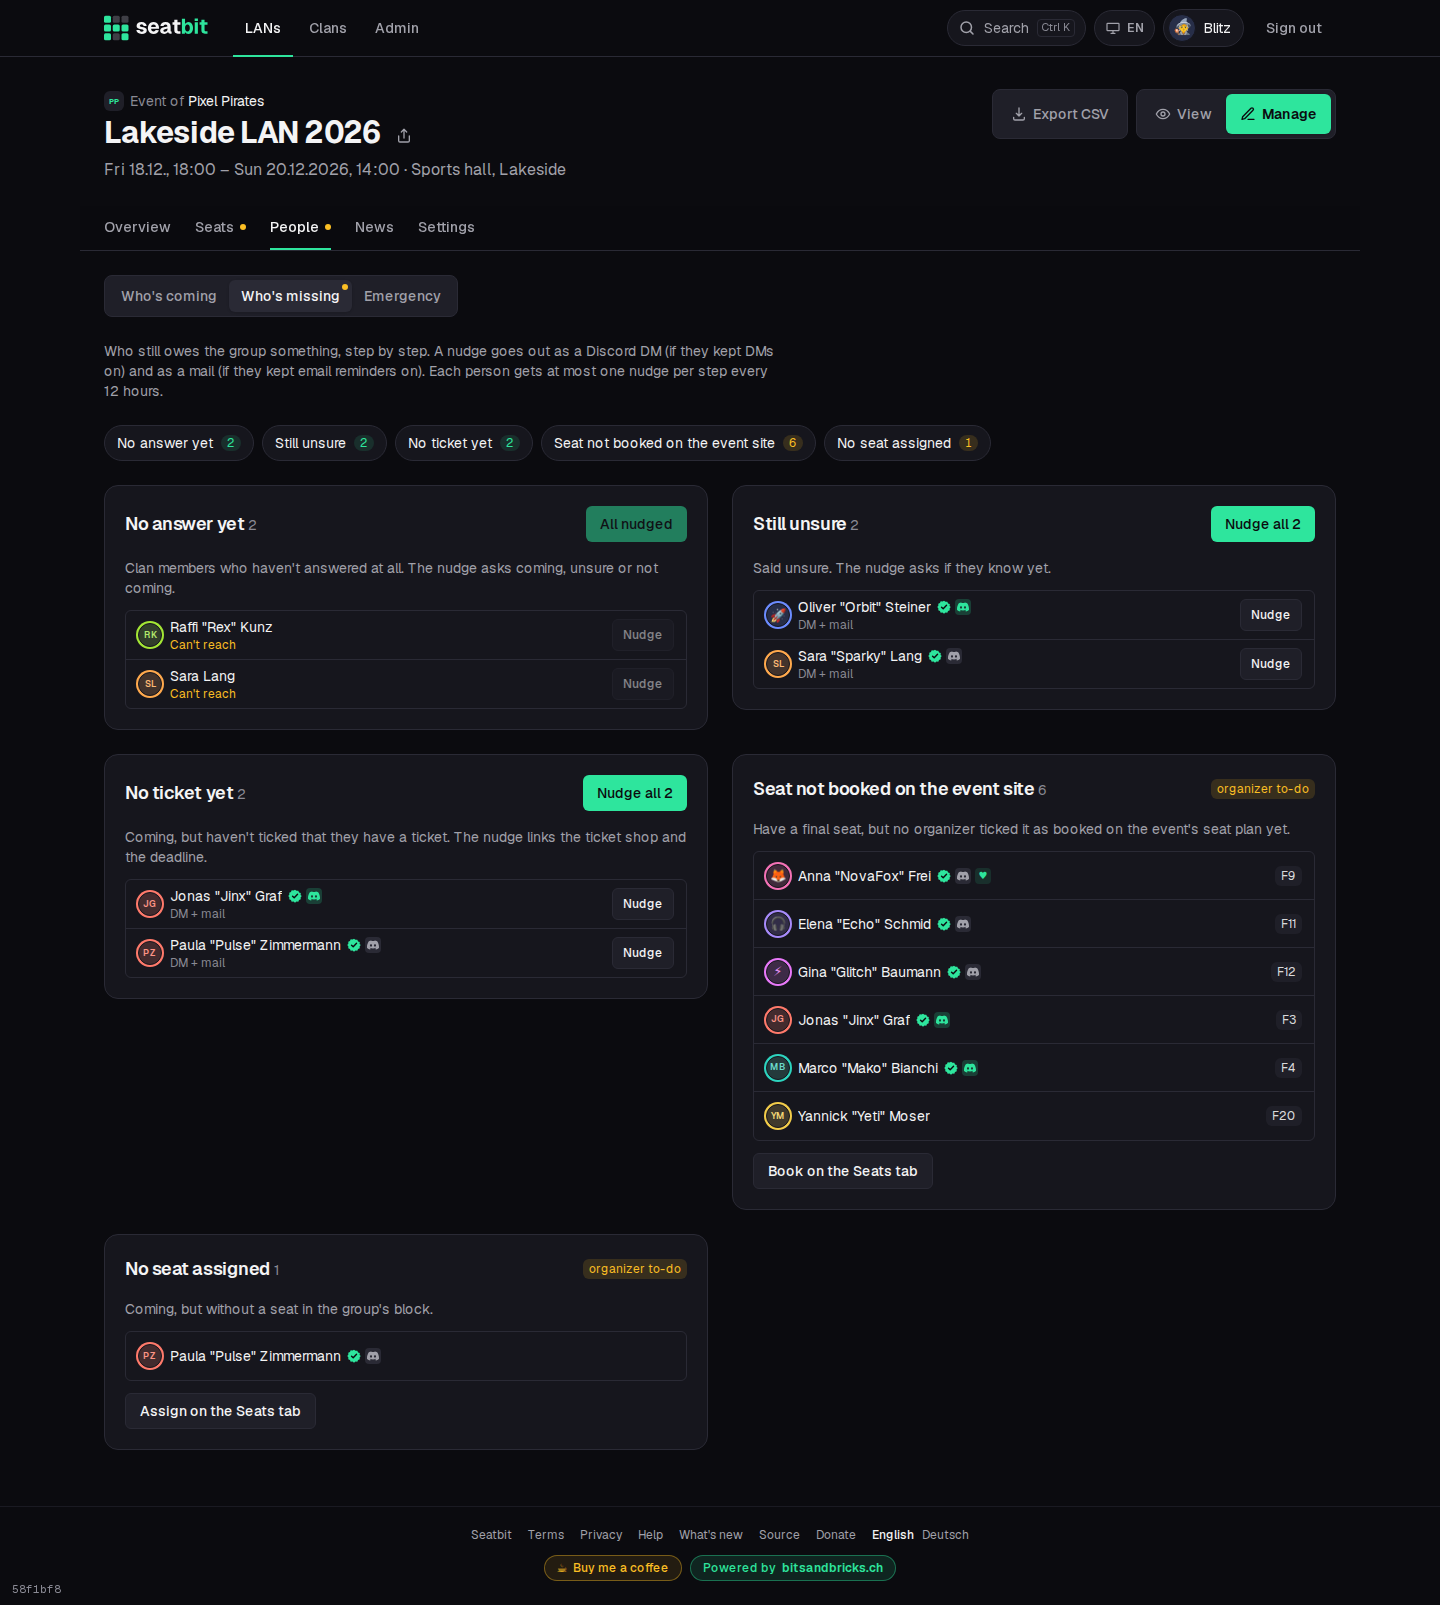 seatbit
LANs
Clans
Admin
Search
Ctrl K
EN
Blitz
Sign out
PP
Event of Pixel Pirates
Lakeside LAN 2026
Fri 18.12., 18:00 – Sun 20.12.2026, 14:00 · Sports hall, Lakeside
Export CSV
View
Manage
Overview
Seats
People
News
Settings
Who's coming
Who's missing
Emergency
Who still owes the group something, step by step. A nudge goes out as a Discord DM (if they kept DMs
on) and as a mail (if they kept email reminders on). Each person gets at most one nudge per step every
12 hours.
No answer yet 2
Still unsure 2
No ticket yet 2
Seat not booked on the event site 6
No seat assigned 1
No answer yet 2
All nudged
Clan members who haven't answered at all. The nudge asks coming, unsure or not
coming.
RK
Raffi "Rex" Kunz
Can't reach
Nudge
SL
Sara Lang
Can't reach
Nudge
Still unsure 2
Nudge all 2
Said unsure. The nudge asks if they know yet.
Oliver "Orbit" Steiner
DM + mail
Nudge
SL
Sara "Sparky" Lang
DM + mail
Nudge
No ticket yet 2
Nudge all 2
Coming, but haven't ticked that they have a ticket. The nudge links the ticket shop and
the deadline.
JG
Jonas "Jinx" Graf
DM + mail
Nudge
PZ
Paula "Pulse" Zimmermann
DM + mail
Nudge
Seat not booked on the event site 6
organizer to-do
Have a final seat, but no organizer ticked it as booked on the event's seat plan yet.
Anna "NovaFox" Frei
F9
Elena "Echo" Schmid
F11
Gina "Glitch" Baumann
F12
JG
Jonas "Jinx" Graf
F3
MB
Marco "Mako" Bianchi
F4
YM
Yannick "Yeti" Moser
F20
Book on the Seats tab
No seat assigned 1
organizer to-do
Coming, but without a seat in the group's block.
PZ
Paula "Pulse" Zimmermann
Assign on the Seats tab
Seatbit
Terms
Privacy
Help
What's new
Source
Donate
English
Deutsch
Buy me a coffee
Powered by bitsandbricks.ch
58f1bf8